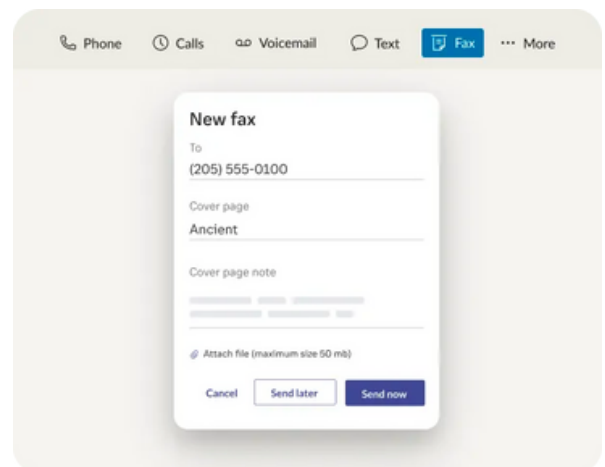 Phone Calls Voicemail Text Fax ··· More
New fax
To
(205) 555-0100
Cover page
Ancient
Cover page note
Attach file (maximum size 50 mb)
Cancel Send later Send now